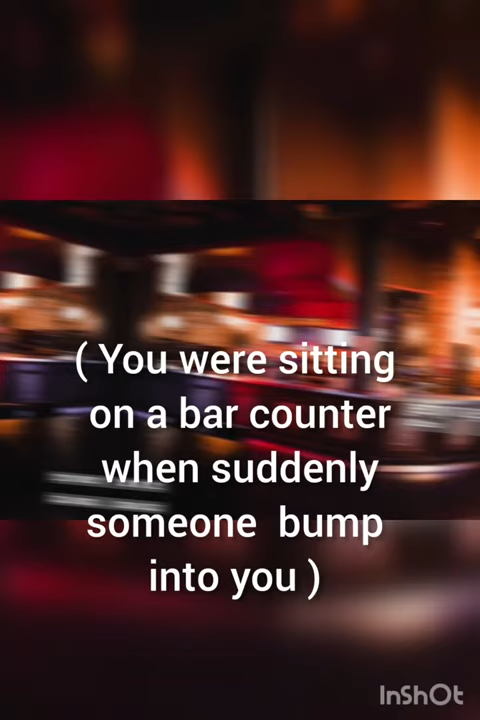 ( You were sitting
on a bar counter
when suddenly
someone  bump
into you )
InShOt